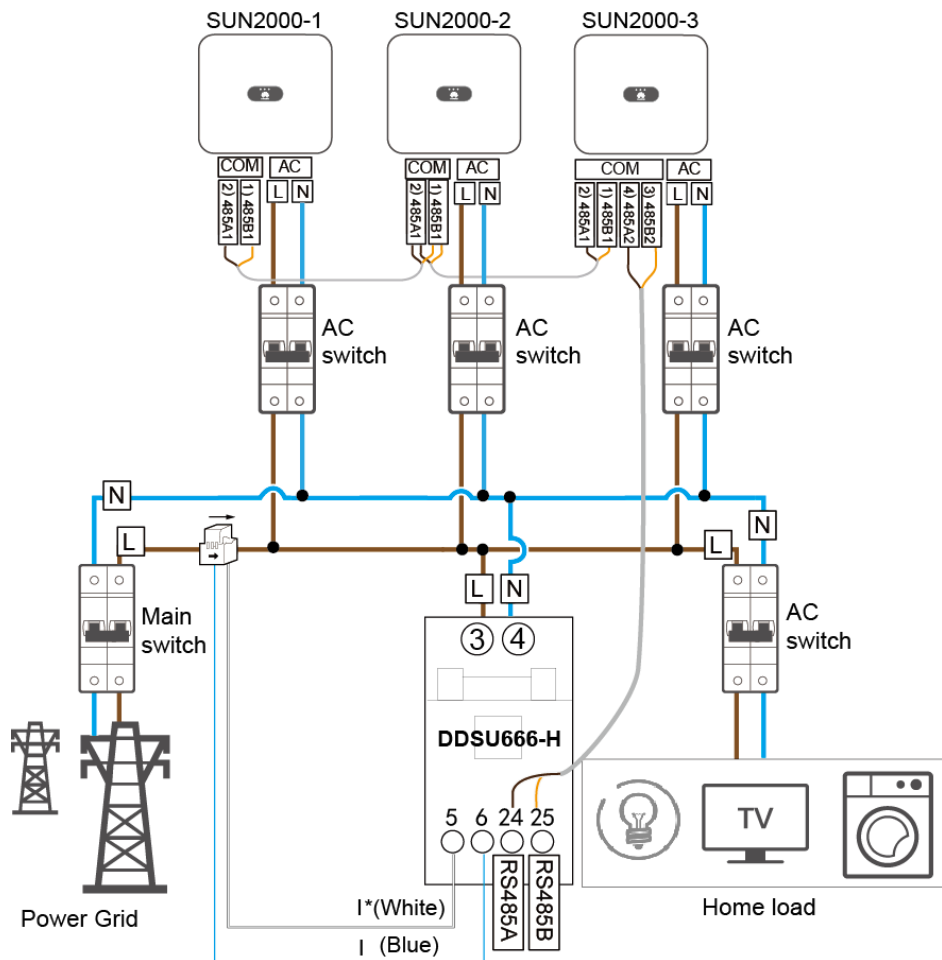 SUN2000-1
SUN2000-2
SUN2000-3
COM
AC
COM
AC
COM
AC
2) 485A1
1) 485B1
L
N
2) 485A1
1) 485B1
L
N
2) 485A1
1) 485B1
4) 485A2
3) 485B2
L
N
AC
switch
AC
switch
AC
switch
N
L
L
N
L
N
Main
switch
AC
switch
3
4
DDSU666-H
5
6
24
25
RS485A
RS485B
TV
Power Grid
Home load
I*(White)
I (Blue)